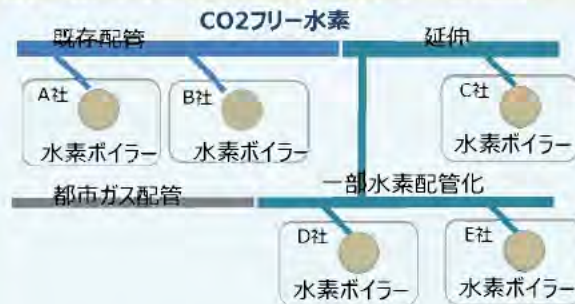 CO2フリー水素
既存配管
延伸
A社
水素ボイラー
B社
水素ボイラー
C社
水素ボイラー
都市ガス配管
一部水素配管化
D社
水素ボイラー
E社
水素ボイラー